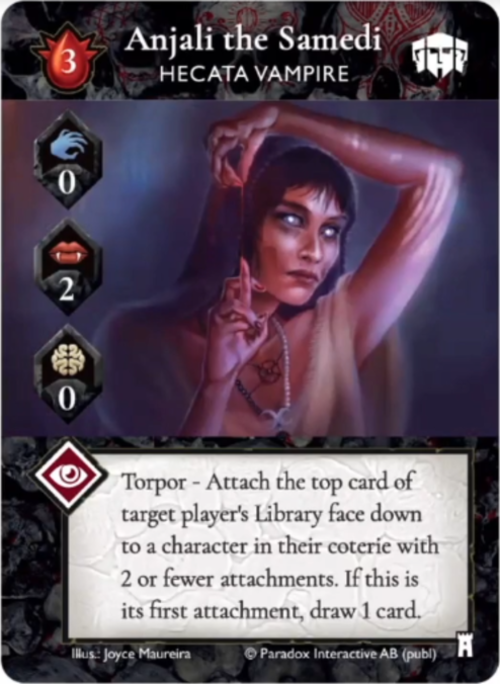 3
Anjali the Samedi
HECATA VAMPIRE
0
2
0
Torpor - Attach the top card of
target player's Library face down
to a character in their coterie with
2 or fewer attachments. If this is
its first attachment, draw 1 card.
Illus.: Joyce Maureira
© Paradox Interactive AB (publ)